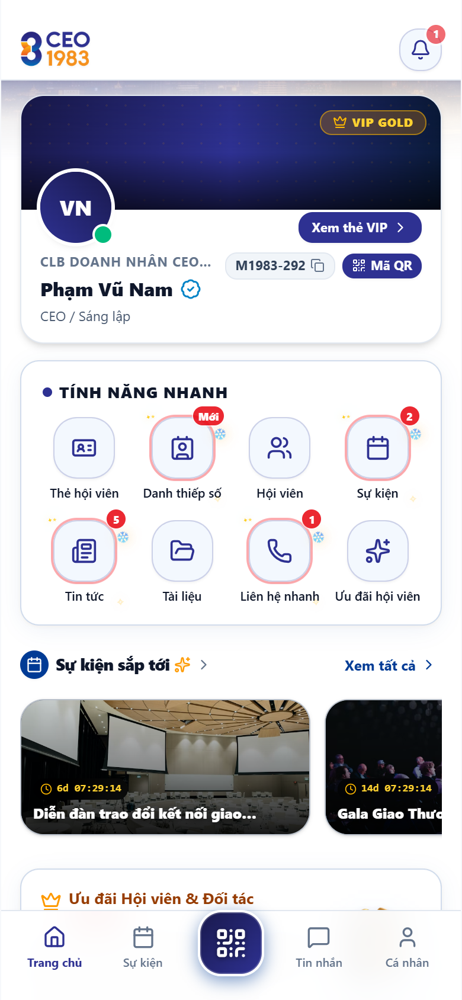 CEO
1983
1
VIP GOLD
VN
Xem thẻ VIP
CLB DOANH NHÂN CEO...
M1983-292
Mã QR
Phạm Vũ Nam
CEO / Sáng lập
TÍNH NĂNG NHANH
Mới
2
Thẻ hội viên
Danh thiếp số
Hội viên
Sự kiện
5
1
Tin tức
Tài liệu
Liên hệ nhanh
Ưu đãi hội viên
Sự kiện sắp tới
Xem tất cả
6d 07:29:14
14d 07:29:14
Diễn đàn trao đổi kết nối giao...
Gala Giao Thươ
Ưu đãi Hội viên & Đối tác
Trang chủ
Sự kiện
Tin nhắn
Cá nhân